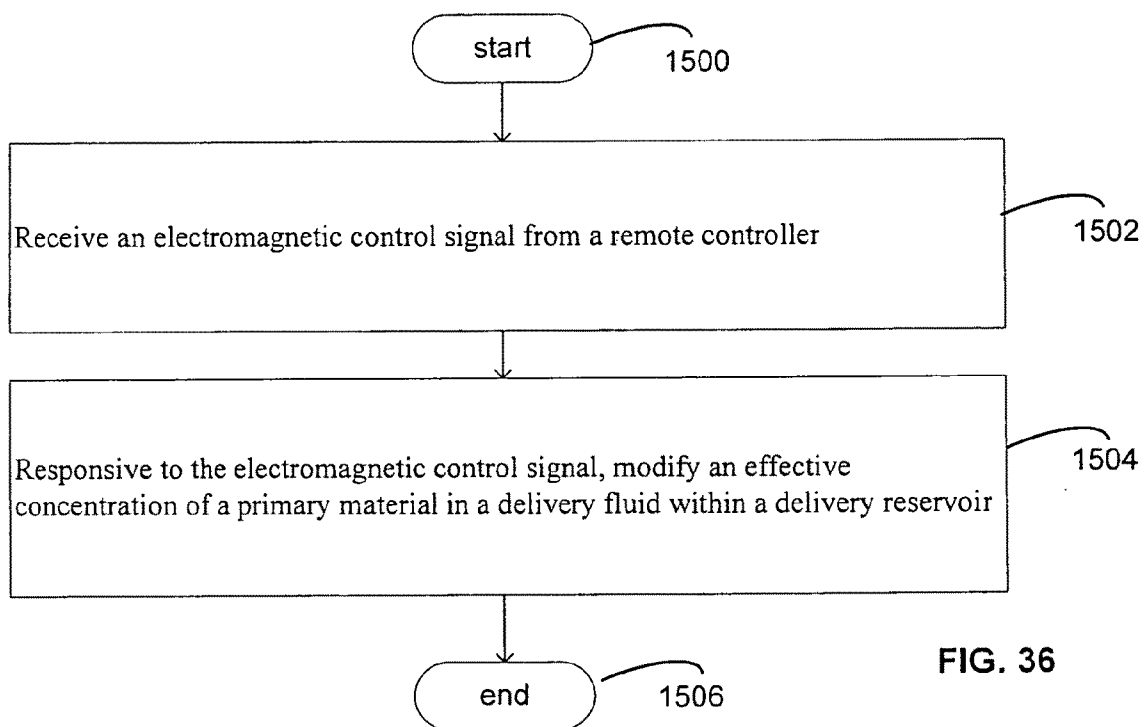 start
1500
Receive an electromagnetic control signal from a remote controller
1502
Responsive to the electromagnetic control signal, modify an effective
concentration of a primary material in a delivery fluid within a delivery reservoir
1504
end
1506
FIG. 36